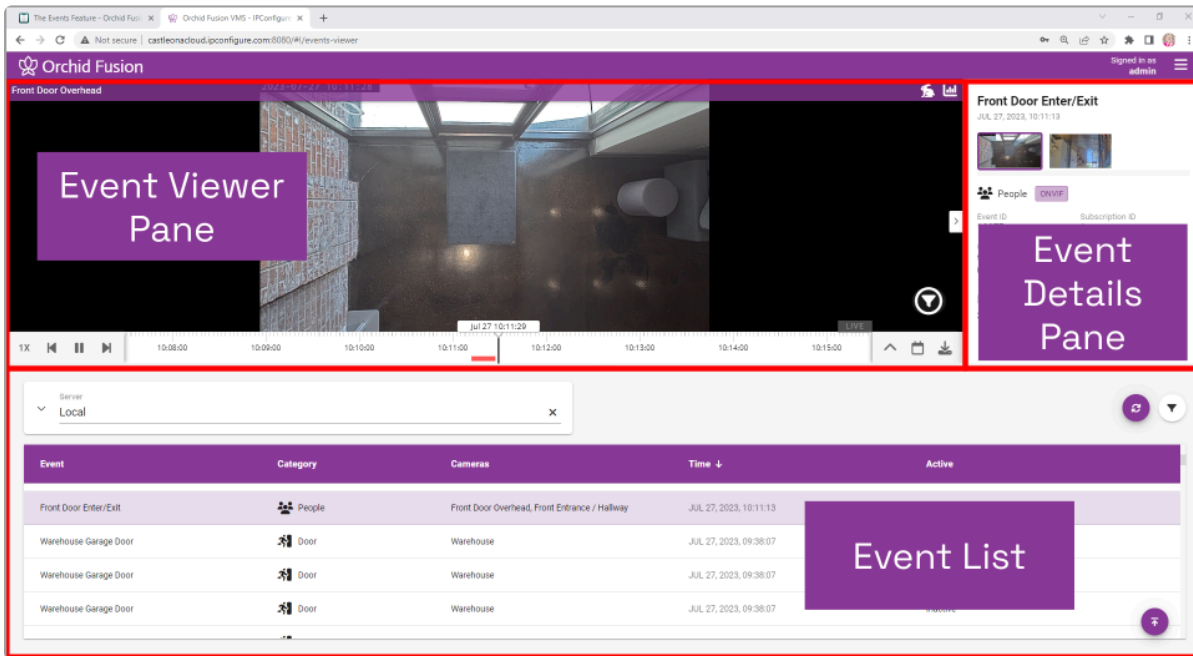 The Events Feature - Orchid Fusi
Orchid Fusion VMS - IPConfigure
Not secure | castleonacloud.ipconfigure.com:8080/#!/events-viewer
Orchid Fusion
Signed in as
admin
Front Door Overhead
2023-07-27 10:11:28
Event Viewer
Pane
Jul 27 10:11:29
LIVE
1X
10:08:00 10:09:00 10:10:00 10:11:00 10:12:00 10:13:00 10:14:00 10:15:00
Front Door Enter/Exit
JUL 27, 2023, 10:11:13
People ONVIF
Event ID Subscription ID
Event
Details
Pane
Server
Local
Event Category Cameras Time ↓ Active
Front Door Enter/Exit People Front Door Overhead, Front Entrance / Hallway JUL 27, 2023, 10:11:13
Warehouse Garage Door Door Warehouse JUL 27, 2023, 09:38:07
Warehouse Garage Door Door Warehouse JUL 27, 2023, 09:38:07
Warehouse Garage Door Door Warehouse JUL 27, 2023, 09:38:07 Inactive
Event List